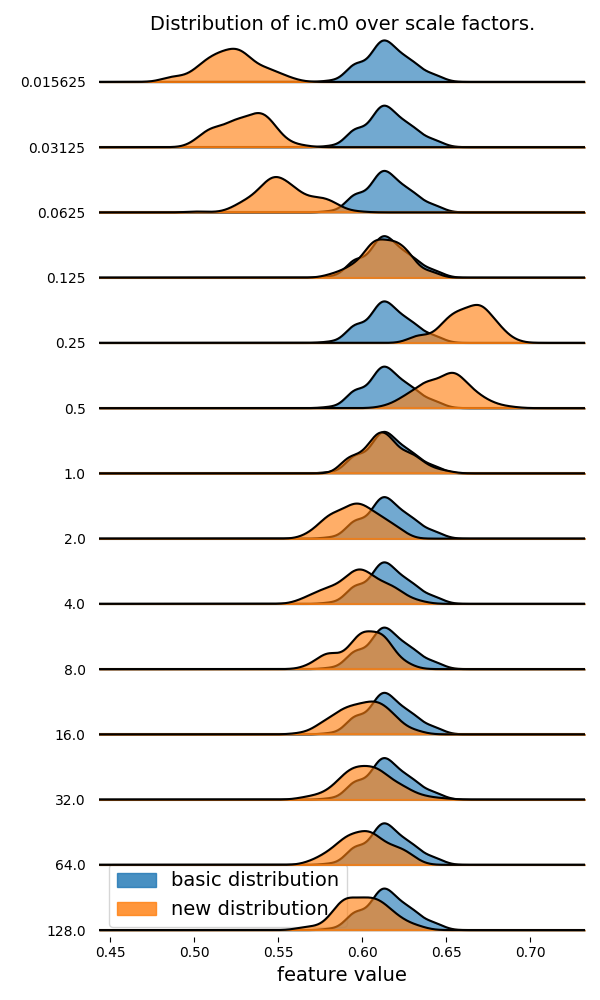 Distribution of ic.m0 over scale factors.
0.015625
0.03125
0.0625
0.125
0.25
0.5
1.0
2.0
4.0
8.0
16.0
32.0
64.0
basic distribution
new distribution
128.0
0.45 0.50 0.55 0.60 0.65 0.70
feature value